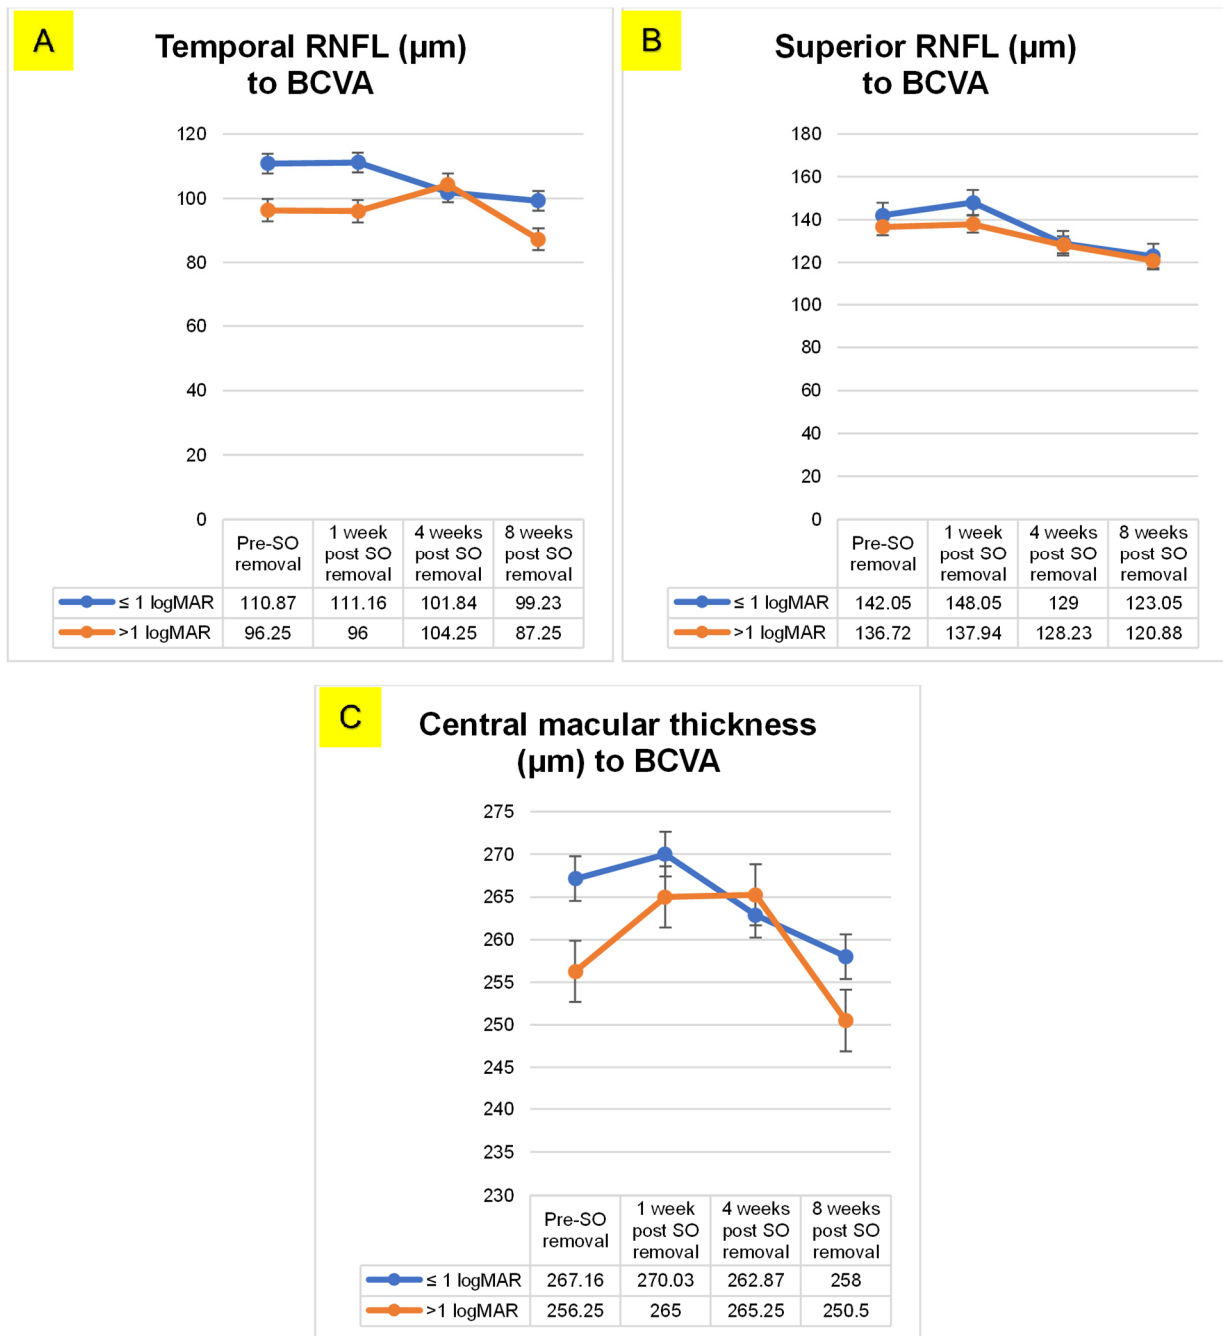 A
Temporal RNFL (µm)
to BCVA
120
100
80
60
40
20
0
Pre-SO removal | 1 week post SO removal | 4 weeks post SO removal | 8 weeks post SO removal
≤ 1 logMAR 110.87 111.16 101.84 99.23
>1 logMAR 96.25 96 104.25 87.25
B
Superior RNFL (µm)
to BCVA
180
160
140
120
100
80
60
40
20
0
Pre-SO removal | 1 week post SO removal | 4 weeks post SO removal | 8 weeks post SO removal
≤ 1 logMAR 142.05 148.05 129 123.05
>1 logMAR 136.72 137.94 128.23 120.88
C
Central macular thickness
(µm) to BCVA
275
270
265
260
255
250
245
240
235
230
Pre-SO removal | 1 week post SO removal | 4 weeks post SO removal | 8 weeks post SO removal
≤ 1 logMAR 267.16 270.03 262.87 258
>1 logMAR 256.25 265 265.25 250.5